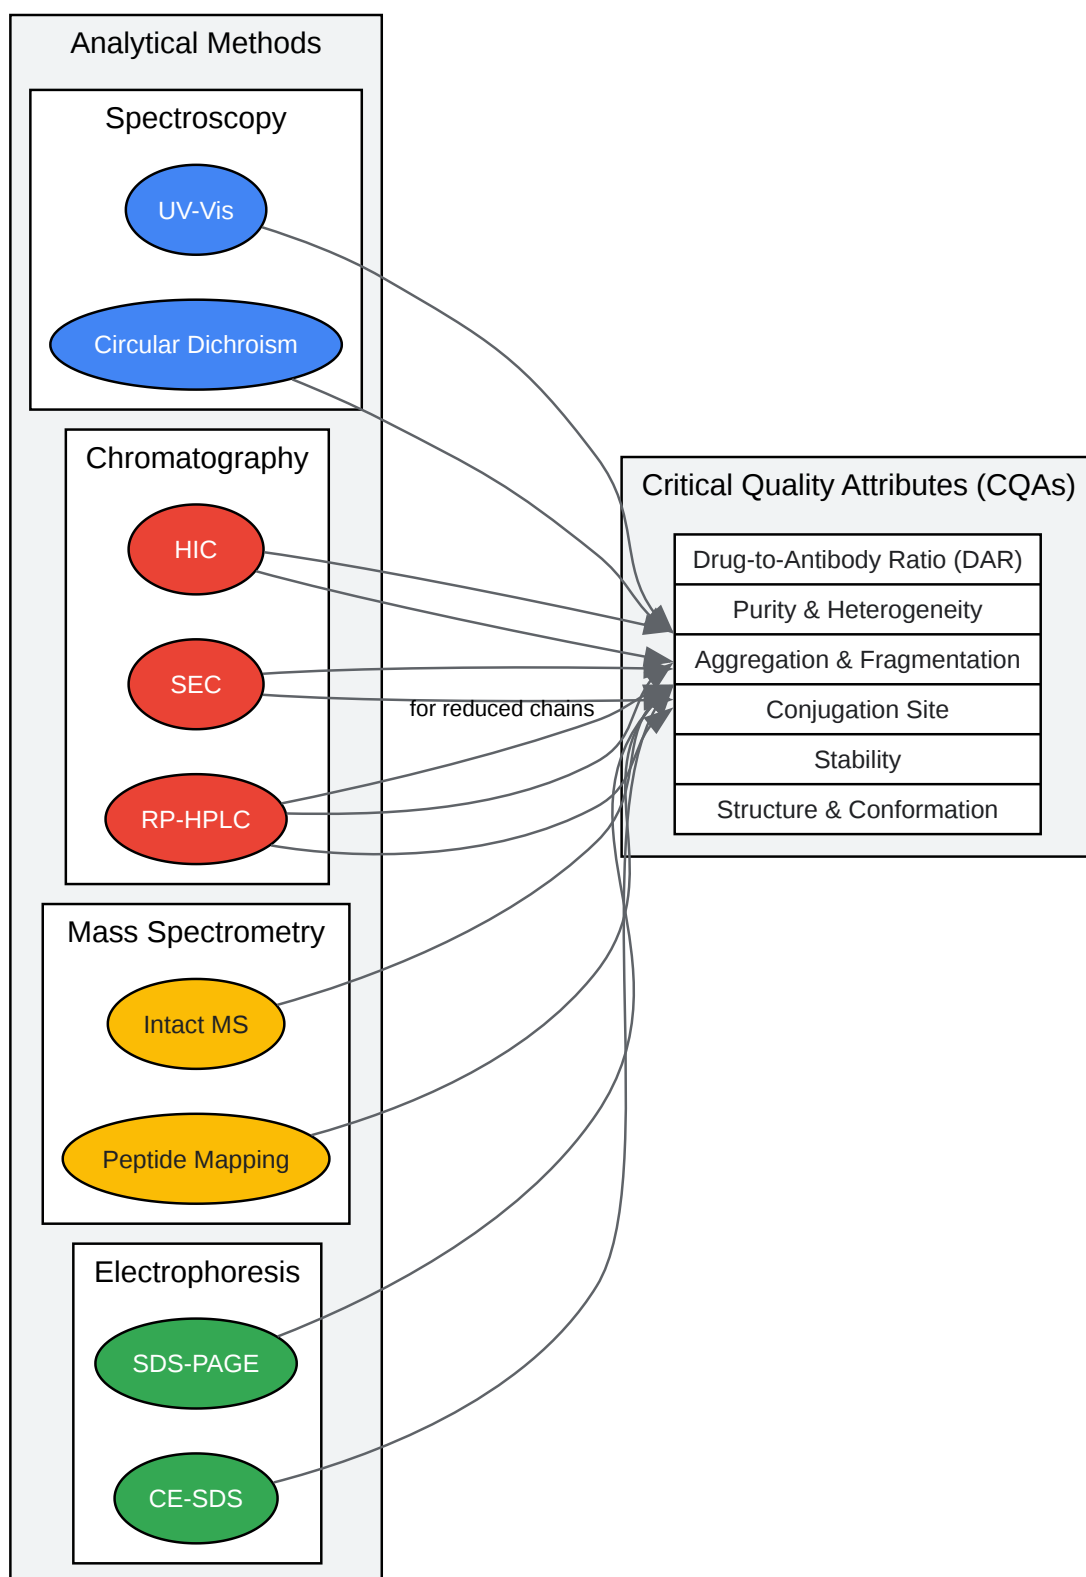 Analytical Methods
Spectroscopy
UV-Vis
Circular Dichroism
Chromatography
HIC
SEC
RP-HPLC
Mass Spectrometry
Intact MS
Peptide Mapping
Electrophoresis
SDS-PAGE
CE-SDS
for reduced chains
Critical Quality Attributes (CQAs)
Drug-to-Antibody Ratio (DAR)
Purity & Heterogeneity
Aggregation & Fragmentation
Conjugation Site
Stability
Structure & Conformation